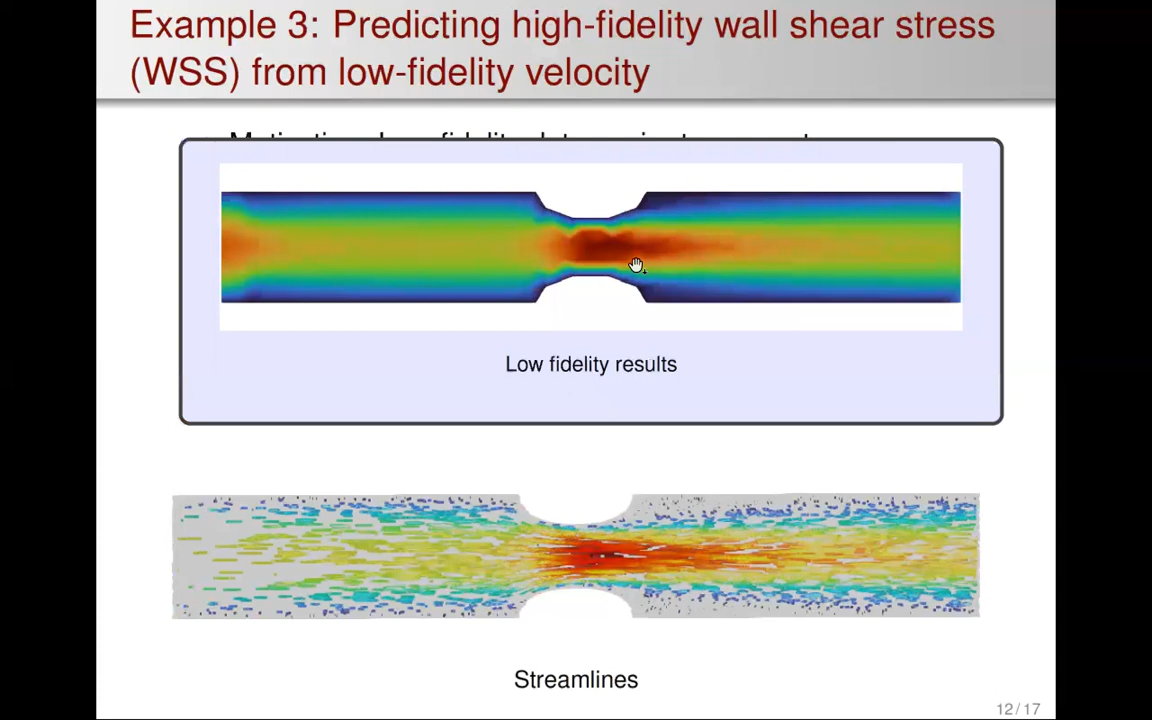 Example 3: Predicting high-fidelity wall shear stress
(WSS) from low-fidelity velocity
Low fidelity results
Streamlines
12/17